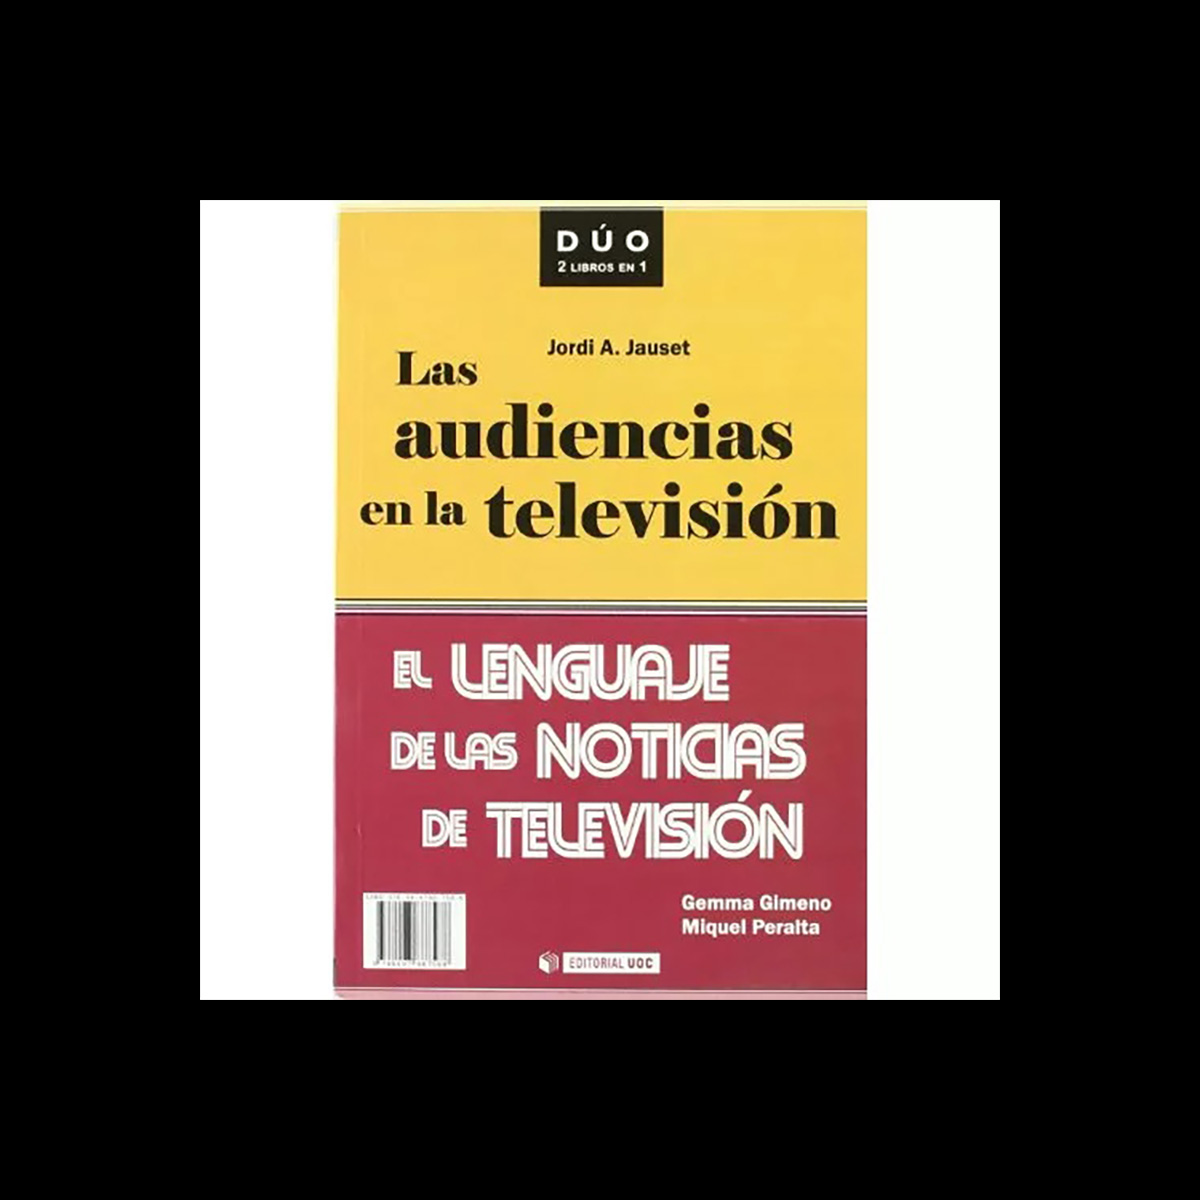 DÚO
2 LIBROS EN 1
Jordi A. Jauset
Las
audiencias
en la televisión
EL LENGUAJE
DE LAS NOTICIAS
DE TELEVISIÓN
Gemma Gimeno
Miquel Peralta
EDITORIAL UOC